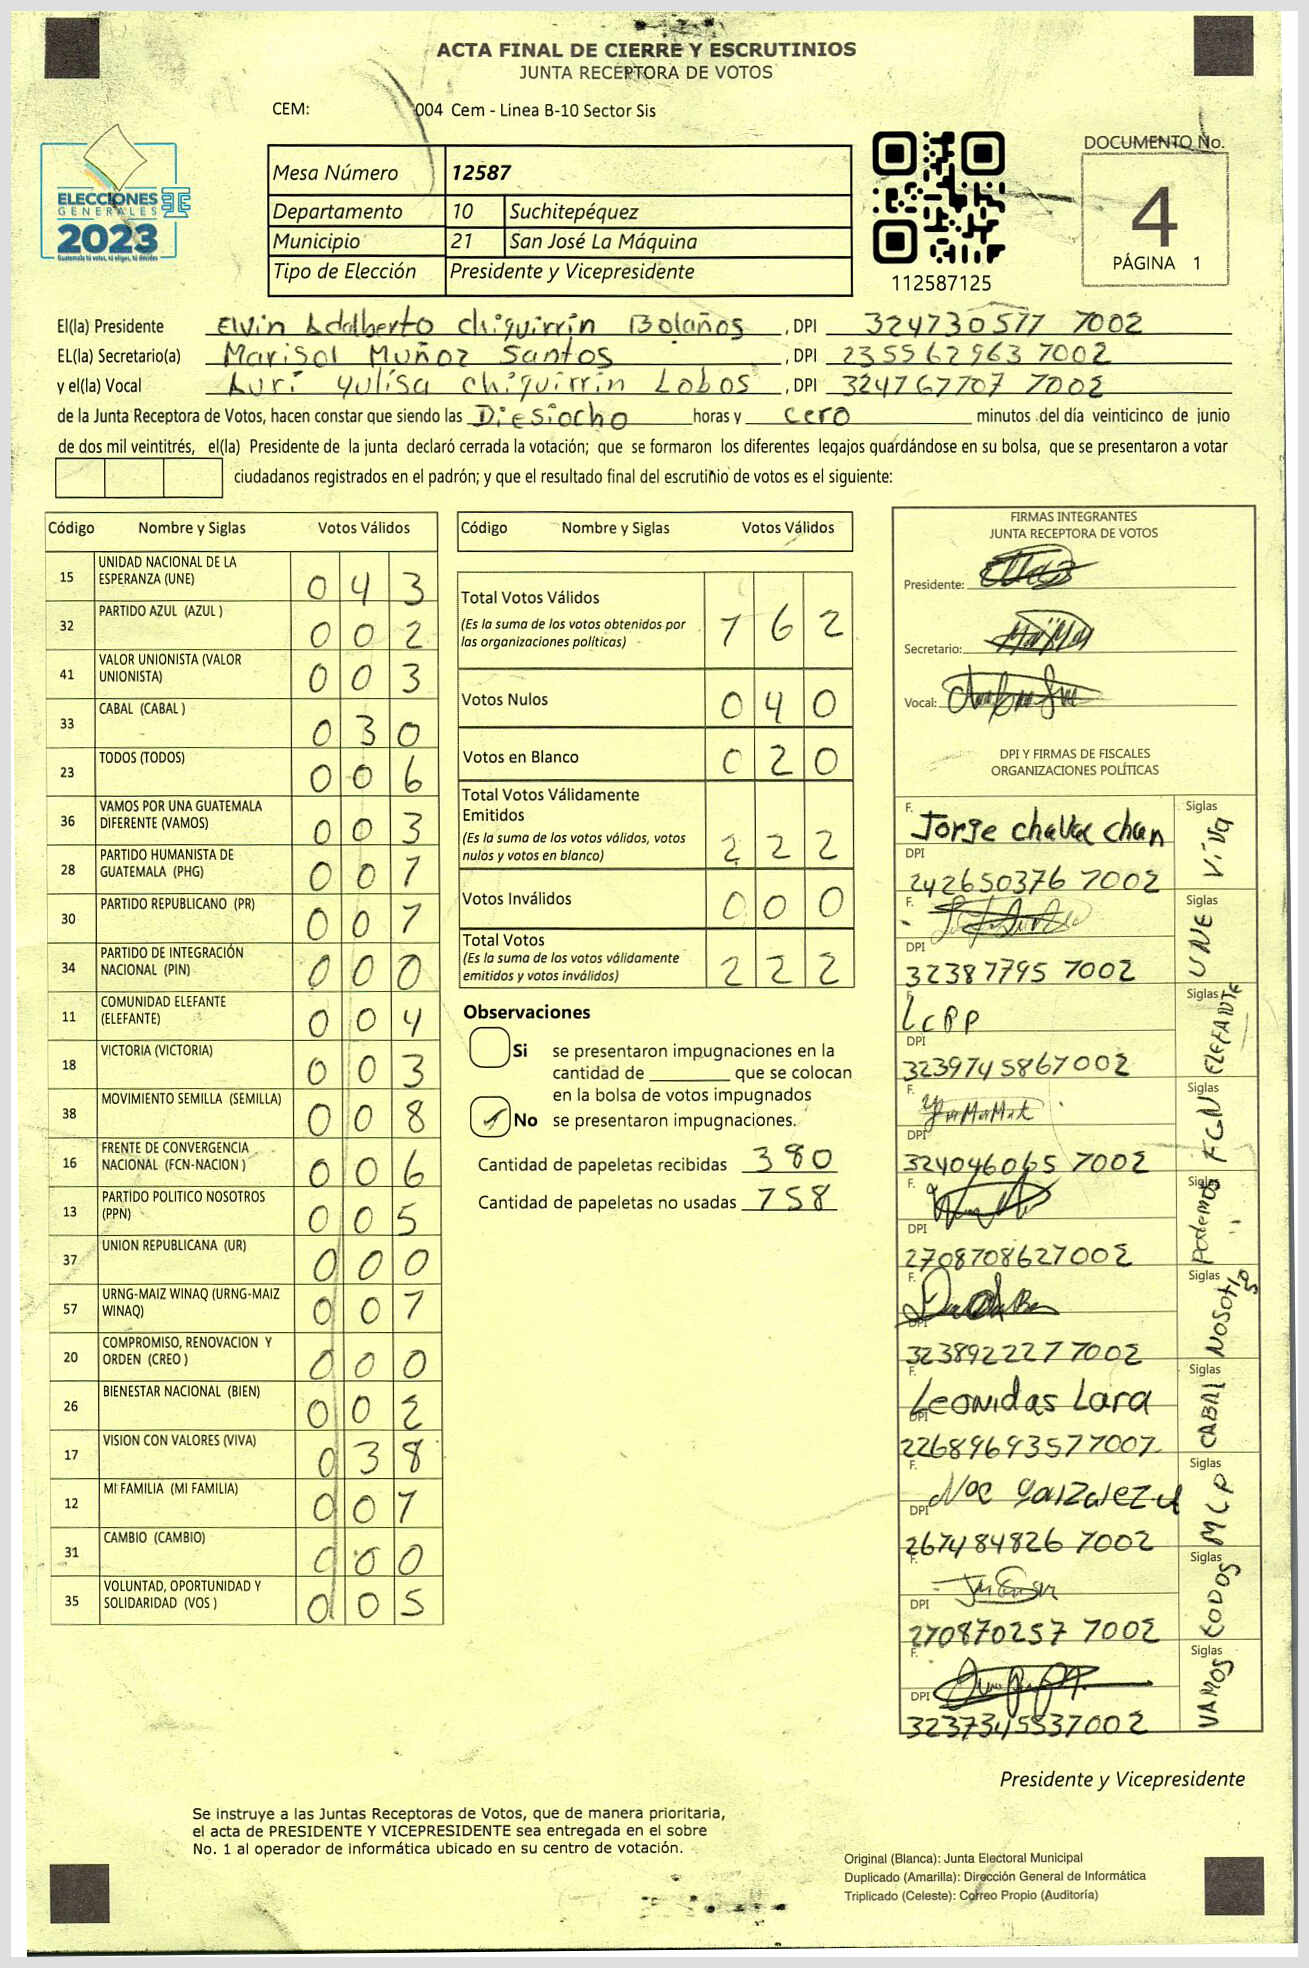 ACTA FINAL DE CIERRE Y ESCRUTINIOS
JUNTA RECEPTORA DE VOTOS
CEM: 004 Cem - Linea B-10 Sector Sis
ELECCIONES
GENERALES
2023
Guatemala tú votas, tú eliges, tú decides
Mesa Número 12587
Departamento 10 Suchitepéquez
Municipio 21 San José La Máquina
Tipo de Elección Presidente y Vicepresidente
112587125
DOCUMENTO No.
4
PÁGINA 1
El(la) Presidente Elvin Adalberto Chiquirrin Bolaños, DPI 324730577 7002
EL(la) Secretario(a) Marisol Muñoz Santos, DPI 235562963 7002
y el(la) Vocal Luri Yulisa Chiquirrin Lobos, DPI 324767707 7002
de la Junta Receptora de Votos, hacen constar que siendo las Diesiocho horas y cero minutos del día veinticinco de junio
de dos mil veintitrés, el(la) Presidente de la junta declaró cerrada la votación; que se formaron los diferentes legajos guardándose en su bolsa, que se presentaron a votar
ciudadanos registrados en el padrón; y que el resultado final del escrutinio de votos es el siguiente:
Código Nombre y Siglas Votos Válidos
15 UNIDAD NACIONAL DE LA ESPERANZA (UNE) 0 4 3
32 PARTIDO AZUL (AZUL ) 0 0 2
41 VALOR UNIONISTA (VALOR UNIONISTA) 0 0 3
33 CABAL (CABAL ) 0 3 0
23 TODOS (TODOS) 0 0 6
36 VAMOS POR UNA GUATEMALA DIFERENTE (VAMOS) 0 0 3
28 PARTIDO HUMANISTA DE GUATEMALA (PHG) 0 0 1
30 PARTIDO REPUBLICANO (PR) 0 0 1
34 PARTIDO DE INTEGRACIÓN NACIONAL (PIN) 0 0 0
11 COMUNIDAD ELEFANTE (ELEFANTE) 0 0 4
18 VICTORIA (VICTORIA) 0 0 3
38 MOVIMIENTO SEMILLA (SEMILLA) 0 0 8
16 FRENTE DE CONVERGENCIA NACIONAL (FCN-NACION ) 0 0 6
13 PARTIDO POLITICO NOSOTROS (PPN) 0 0 5
37 UNION REPUBLICANA (UR) 0 0 0
57 URNG-MAIZ WINAQ (URNG-MAIZ WINAQ) 0 0 1
20 COMPROMISO, RENOVACION Y ORDEN (CREO ) 0 0 0
26 BIENESTAR NACIONAL (BIEN) 0 0 2
17 VISION CON VALORES (VIVA) 0 3 8
12 MI FAMILIA (MI FAMILIA) 0 0 1
31 CAMBIO (CAMBIO) 0 0 0
35 VOLUNTAD, OPORTUNIDAD Y SOLIDARIDAD (VOS ) 0 0 5
Código Nombre y Siglas Votos Válidos
Total Votos Válidos
(Es la suma de los votos obtenidos por las organizaciones políticas) 1 6 2
Votos Nulos 0 4 0
Votos en Blanco 0 2 0
Total Votos Válidamente Emitidos
(Es la suma de los votos válidos, votos nulos y votos en blanco) 2 2 2
Votos Inválidos 0 0 0
Total Votos
(Es la suma de los votos válidamente emitidos y votos inválidos) 2 2 2
Observaciones
Si se presentaron impugnaciones en la
cantidad de ________ que se colocan
en la bolsa de votos impugnados
No se presentaron impugnaciones.
Cantidad de papeletas recibidas 380
Cantidad de papeletas no usadas 158
FIRMAS INTEGRANTES
JUNTA RECEPTORA DE VOTOS
Presidente:
Secretario:
Vocal:
DPI Y FIRMAS DE FISCALES
ORGANIZACIONES POLÍTICAS
F. Jorge chavac chan Siglas ViVa
DPI 242650376 7002
F. Siglas UNE
DPI 32387795 7002
F. LcPP Siglas ELEFANTE
DPI 3239745867002
F. Siglas FCN
DPI 324046065 7002
F. Siglas Podemos
DPI 2708708627002
F. Siglas NOSOTROS
DPI 323892227 7002
F. Leonidas Lara Siglas CABAL
DPI 2268969357 7007
F. Noe Gonzalez Siglas MLP
DPI 267484826 7002
F. Siglas TODOS
DPI 270870257 7002
F. Siglas VAMOS
DPI 3237345337002
Presidente y Vicepresidente
Se instruye a las Juntas Receptoras de Votos, que de manera prioritaria,
el acta de PRESIDENTE Y VICEPRESIDENTE sea entregada en el sobre
No. 1 al operador de informática ubicado en su centro de votación.
Original (Blanca): Junta Electoral Municipal
Duplicado (Amarilla): Dirección General de Informática
Triplicado (Celeste): Correo Propio (Auditoría)